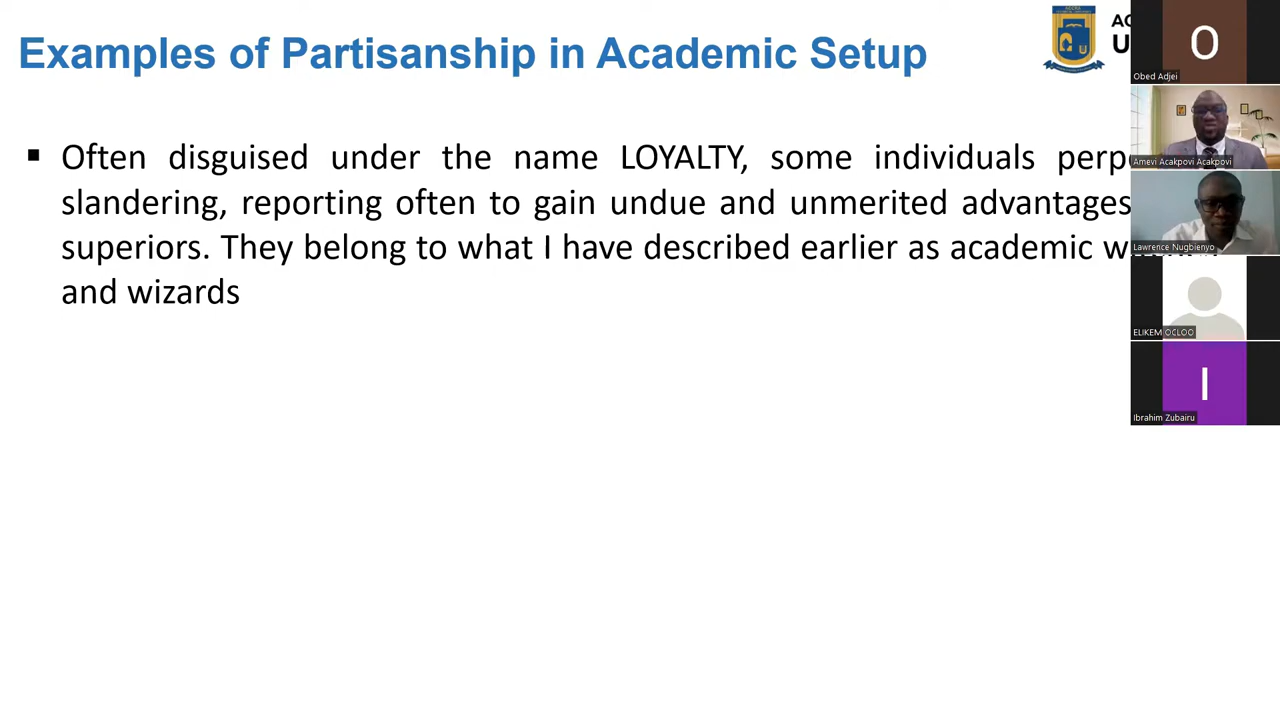 Examples of Partisanship in Academic Setup
Often disguised under the name LOYALTY, some individuals
slandering, reporting often to gain undue and unmerited advantages
superiors. They belong to what I have described earlier as academic
and wizards
O
Obed Adjei
Amevi Acakpovi Acakpovi
Lawrence Nugbienyo
ELIKEM OCLOO
I
Ibrahim Zubairu